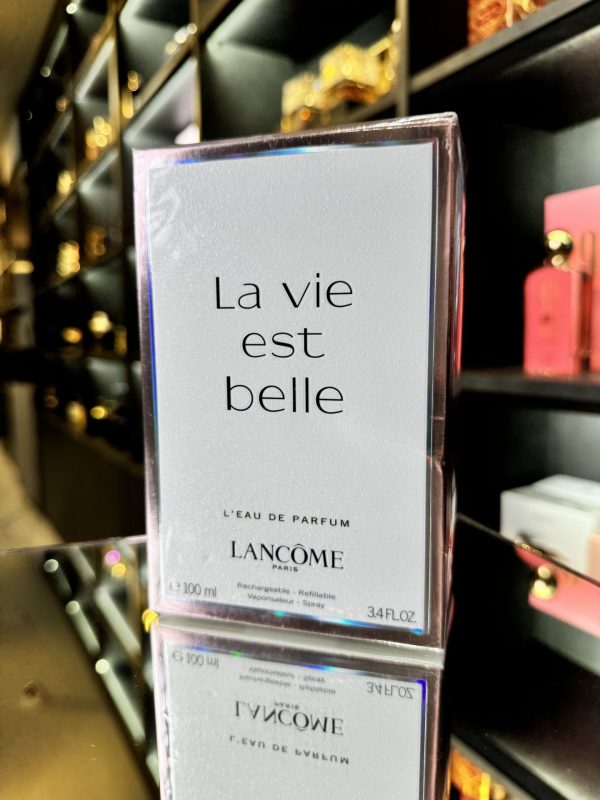 La vie
est
belle
L'EAU DE PARFUM
LANCÔME
PARIS
Rechargeable - Refillable
Vaporisateur - Spray
℮ 100 ml
3.4 FL.OZ.